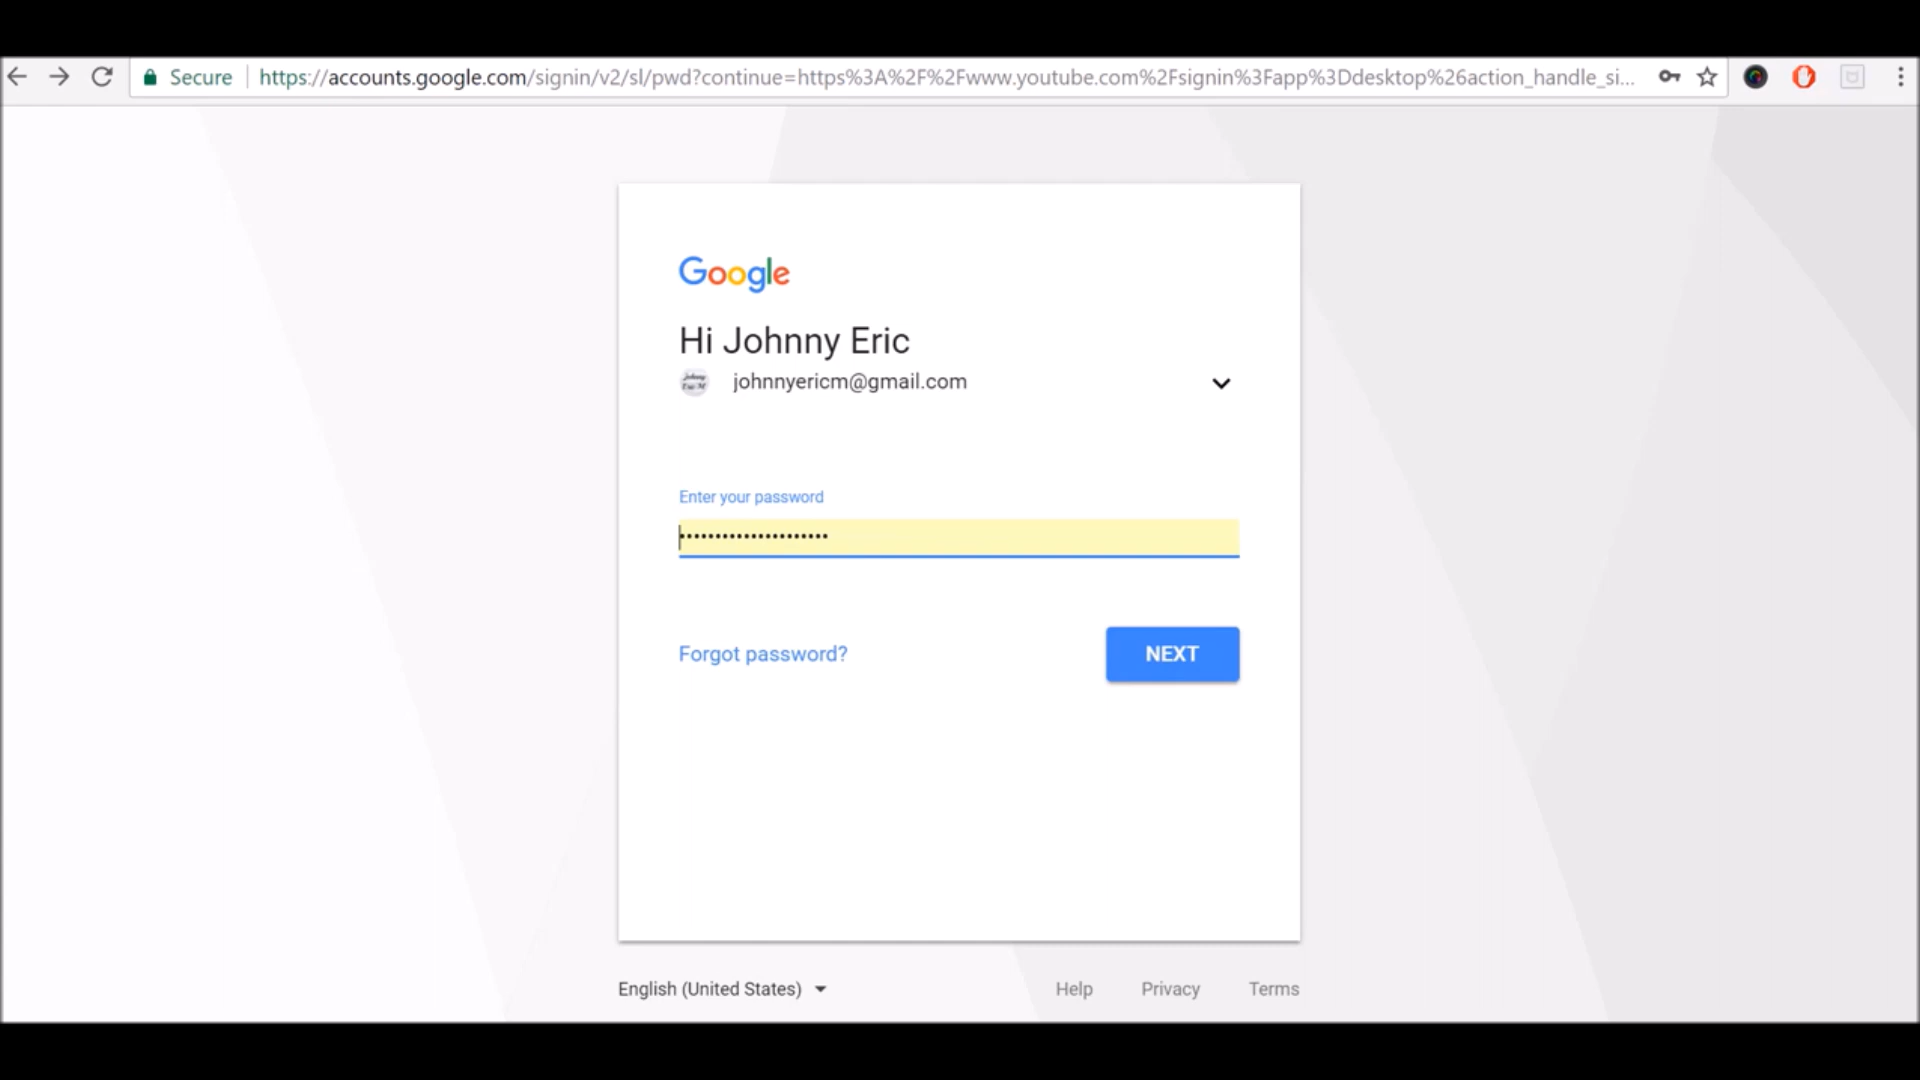 Secure https://accounts.google.com/signin/v2/sl/pwd?continue=https%3A%2F%2Fwww.youtube.com%2Fsignin%3Fapp%3Ddesktop%26action_handle_si...
Google
Hi Johnny Eric
johnnyericm@gmail.com
Enter your password
•••••••••••••••••••••
Forgot password?
NEXT
English (United States)
Help Privacy Terms